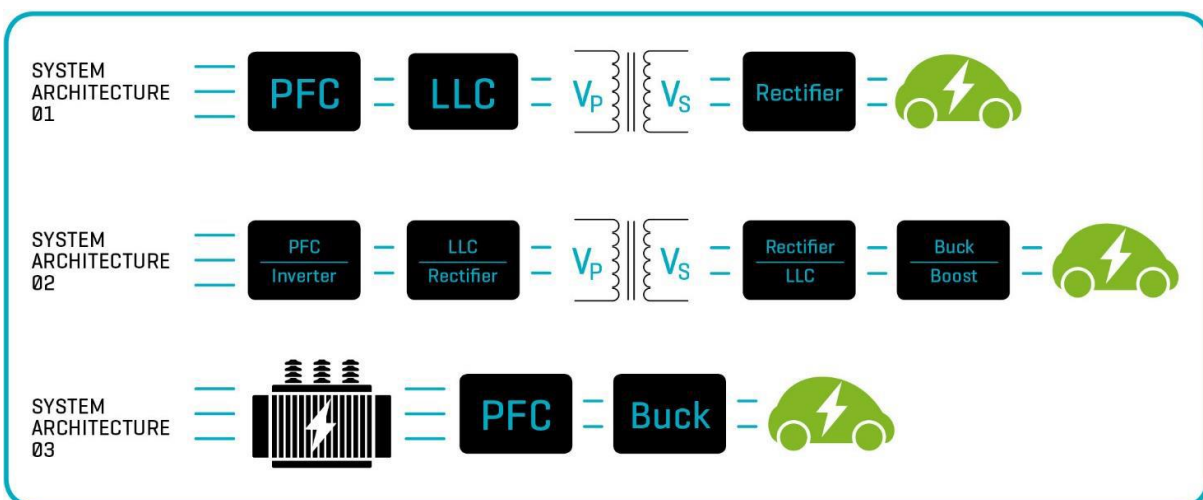 SYSTEM
ARCHITECTURE
01
PFC
LLC
VP
VS
Rectifier
SYSTEM
ARCHITECTURE
02
PFC
Inverter
LLC
Rectifier
VP
VS
Rectifier
LLC
Buck
Boost
SYSTEM
ARCHITECTURE
03
PFC
Buck